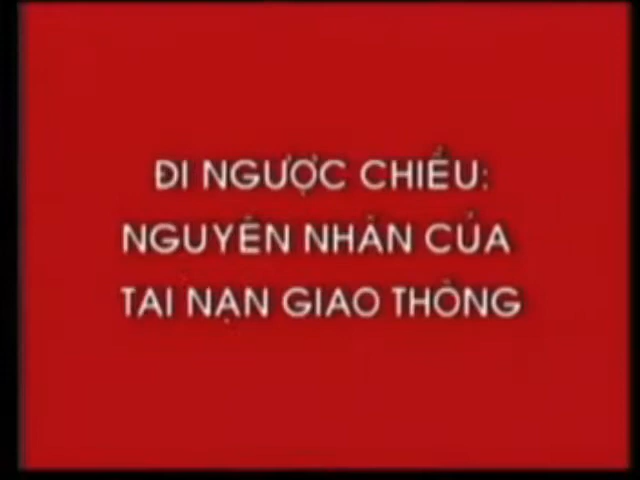 ĐI NGƯỢC CHIỀU:
NGUYÊN NHÂN CỦA
TAI NẠN GIAO THÔNG